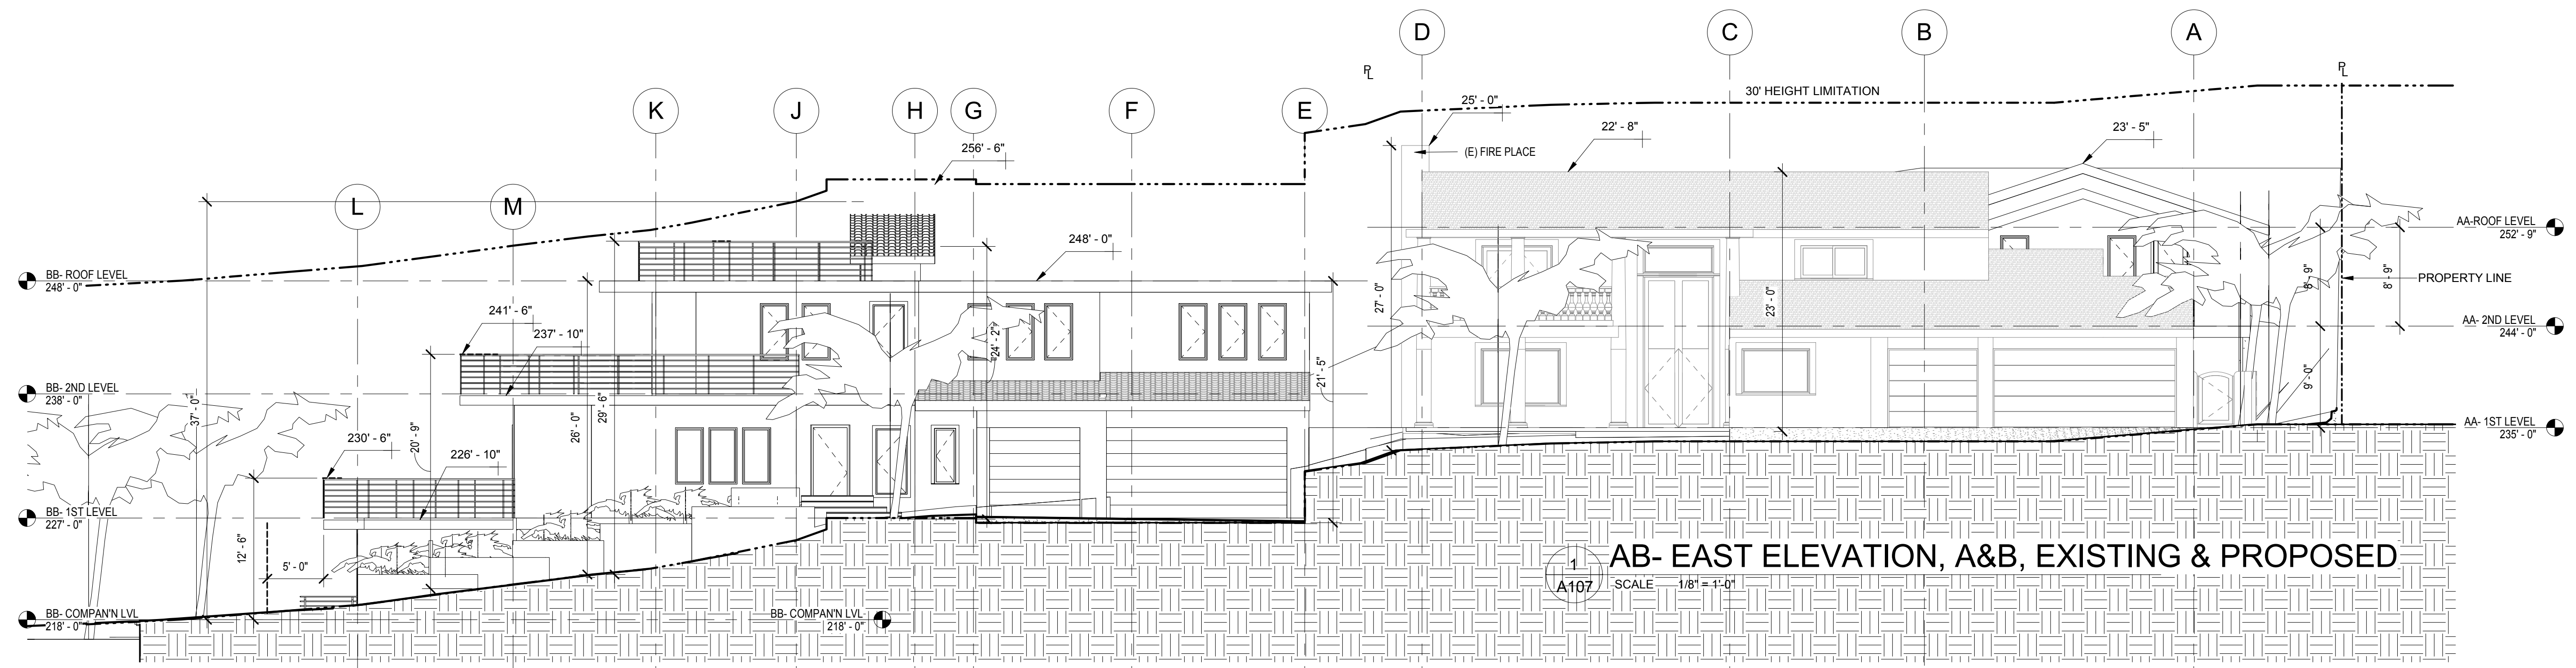 D
C
B
A
K
J
H
G
F
E
L
M
PL
PL
30' HEIGHT LIMITATION
25' - 0"
22' - 8"
23' - 5"
(E) FIRE PLACE
256' - 6"
248' - 0"
241' - 6"
237' - 10"
230' - 6"
226' - 10"
BB- ROOF LEVEL
248' - 0"
BB- 2ND LEVEL
238' - 0"
BB- 1ST LEVEL
227' - 0"
BB- COMPAN'N LVL
218' - 0"
BB- COMPAN'N LVL
218' - 0"
37' - 0"
20' - 9"
12' - 6"
5' - 0"
26' - 0"
29' - 6"
24' - 2"
21' - 5"
27' - 0"
23' - 0"
8' - 9"
8' - 9"
9' - 0"
AA-ROOF LEVEL
252' - 9"
PROPERTY LINE
AA- 2ND LEVEL
244' - 0"
AA- 1ST LEVEL
235' - 0"
1
A107
AB- EAST ELEVATION, A&B, EXISTING & PROPOSED
SCALE 1/8" = 1'-0"